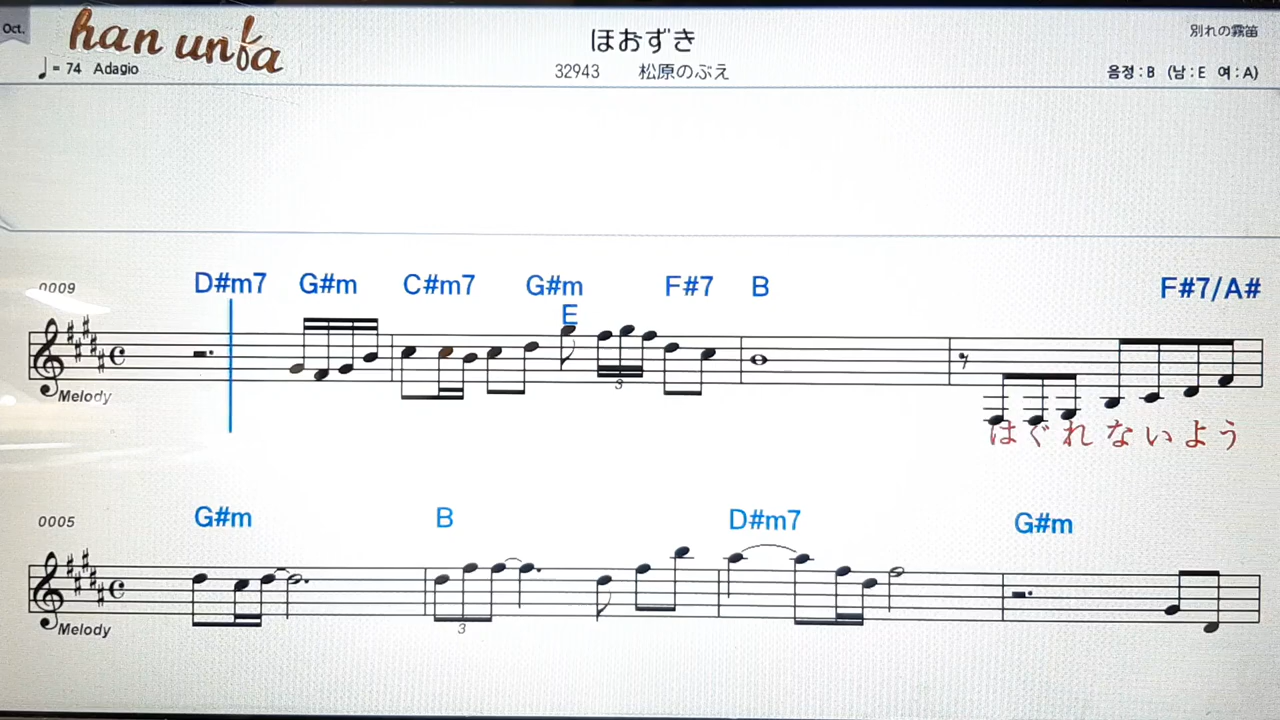 Oct.
han unba
ほおずき
別れの霧笛
♩= 74 Adagio
32943 松原のぶえ
음정 : B (남 : E 여 : A)
0009
D#m7 G#m C#m7 G#m F#7 B F#7/A#
E
3
Melody
はぐれないよう
0005
G#m B D#m7 G#m
Melody
3